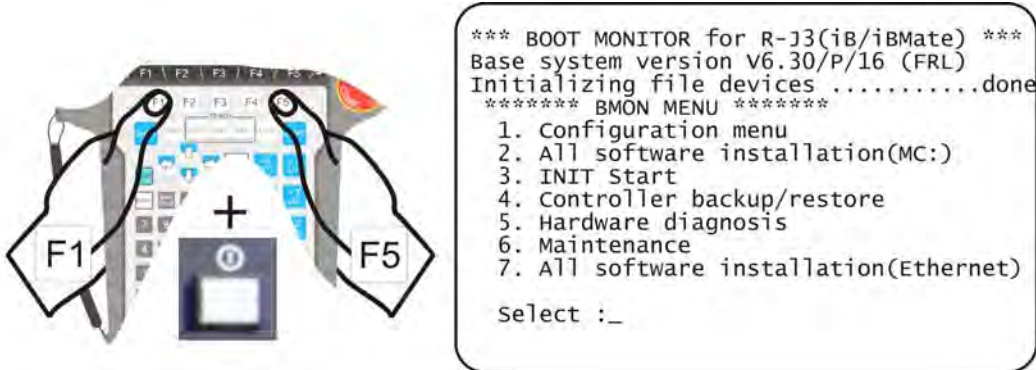 F1 F2 F3 F4 F5
F1 F2 F3 F4 F5
+
F1
F5
*** BOOT MONITOR for R-J3(iB/iBMate) ***
Base system version V6.30/P/16 (FRL)
Initializing file devices ...........done
******* BMON MENU *******
1. Configuration menu
2. All software installation(MC:)
3. INIT Start
4. Controller backup/restore
5. Hardware diagnosis
6. Maintenance
7. All software installation(Ethernet)
Select :_